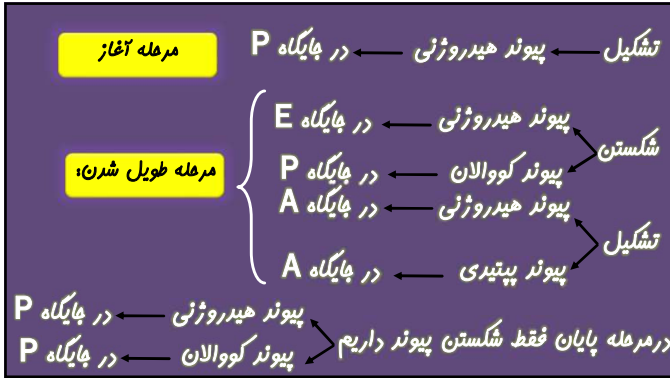 مرحله آغاز
تشکیل پیوند هیدروژنی در جایگاه P
مرحله طویل شدن:
شکستن
پیوند هیدروژنی در جایگاه E
پیوند کووالان در جایگاه P
تشکیل
پیوند هیدروژنی در جایگاه A
پیوند پپتیدی در جایگاه A
درمرحله پایان فقط شکستن پیوند داریم
پیوند هیدروژنی در جایگاه P
پیوند کووالان در جایگاه P